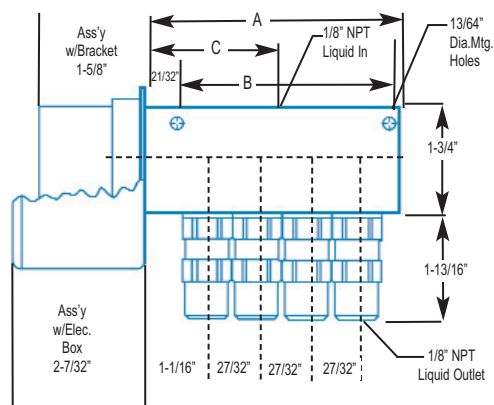 A
Ass'y
w/Bracket
1-5/8”
C
1/8” NPT
Liquid In
13/64”
Dia.Mtg.
Holes
21/32”
B
1-3/4”
1-13/16”
Ass'y
w/Elec.
Box
2-7/32”
1-1/16”
27/32”
27/32”
27/32”
1/8” NPT
Liquid Outlet